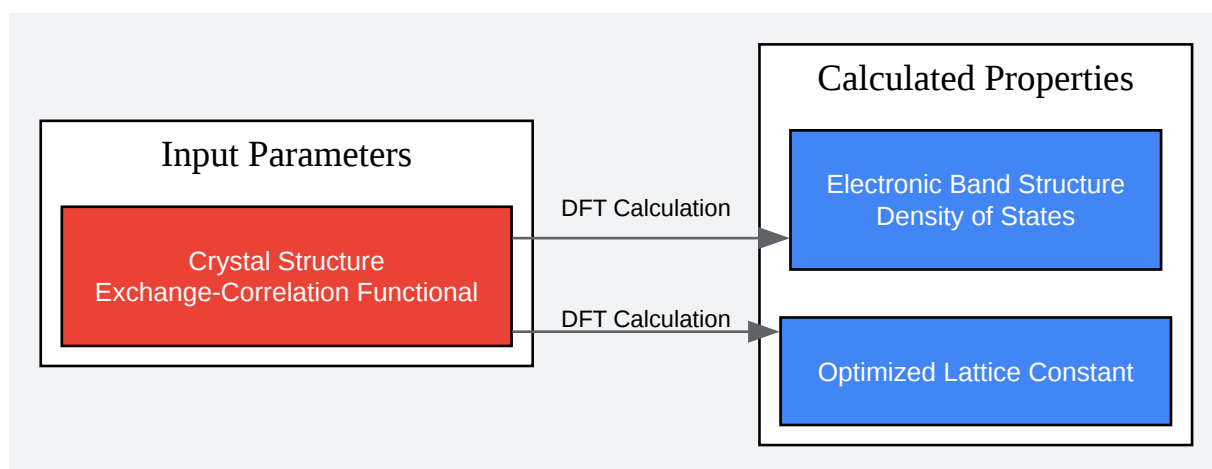 Input Parameters
Crystal Structure
Exchange-Correlation Functional
DFT Calculation
DFT Calculation
Calculated Properties
Electronic Band Structure
Density of States
Optimized Lattice Constant